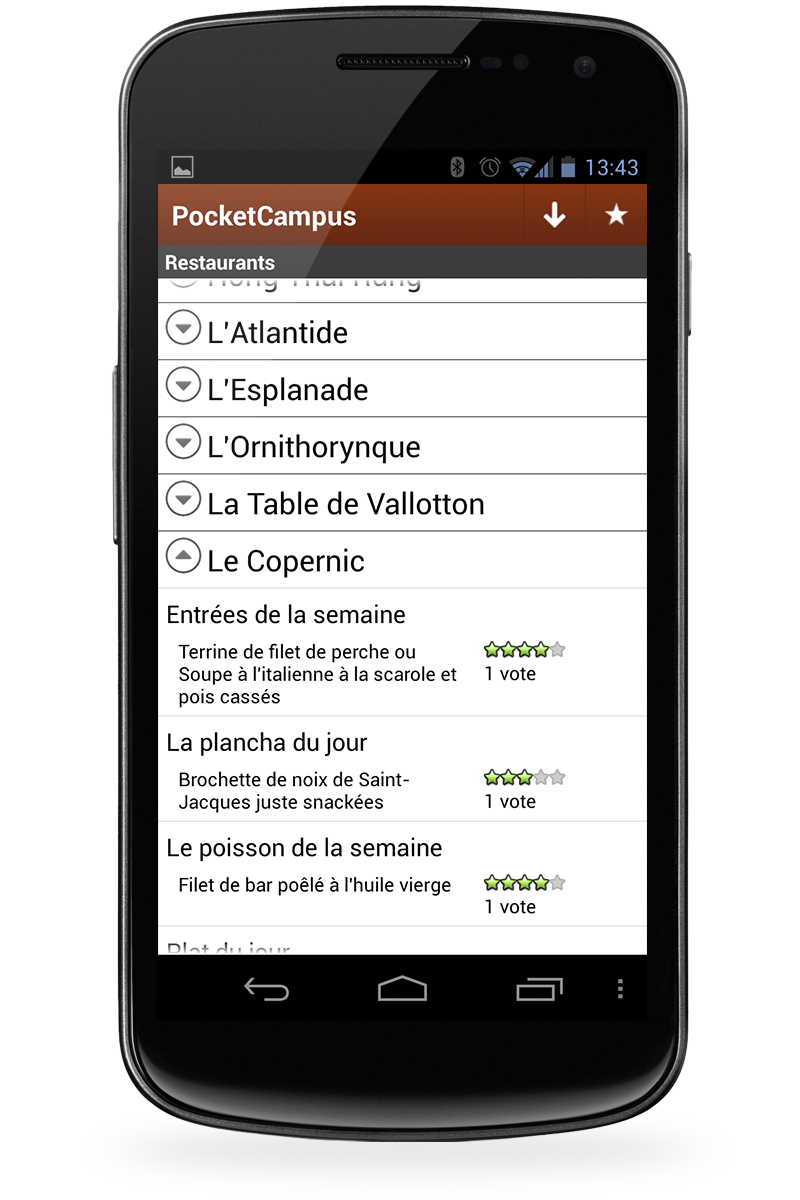 13:43
PocketCampus
Restaurants
L'Atlantide
L'Esplanade
L'Ornithorynque
La Table de Vallotton
Le Copernic
Entrées de la semaine
Terrine de filet de perche ou
Soupe à l'italienne à la scarole et
pois cassés
1 vote
La plancha du jour
Brochette de noix de Saint-
Jacques juste snackées
1 vote
Le poisson de la semaine
Filet de bar poêlé à l'huile vierge
1 vote
Plat du jour